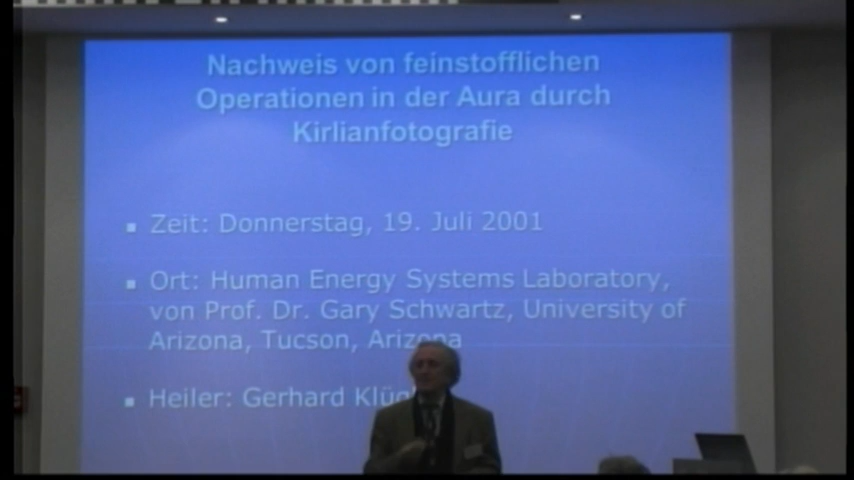 Nachweis von feinstofflichen
Operationen in der Aura durch
Kirlianfotografie
Zeit: Donnerstag, 19. Juli 2001
Ort: Human Energy Systems Laboratory,
von Prof. Dr. Gary Schwartz, University of
Arizona, Tucson, Arizona
Heiler: Gerhard